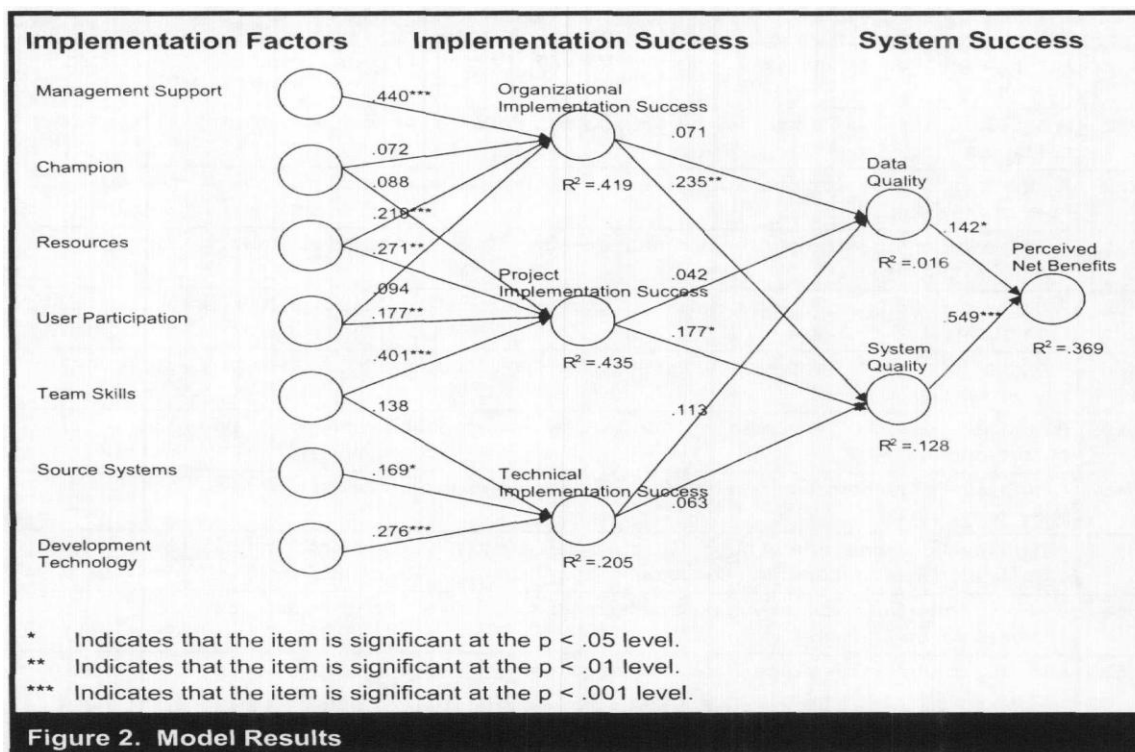 Implementation Factors Implementation Success System Success
Management Support
.440***
Organizational
Implementation Success
.071
.072
Champion
.088
.235**
R² =.419
Data
Quality
.219***
Resources
.271**
.142*
R² =.016
Perceived
Net Benefits
.094
Project
Implementation Success
.042
User Participation
.177**
.177*
.549***
R² =.369
R² =.435
System
Quality
.401***
Team Skills
.138
.113
R² =.128
Source Systems
.169*
Technical
Implementation Success
.063
.276***
Development
Technology
R² =.205
* Indicates that the item is significant at the p < .05 level.
** Indicates that the item is significant at the p < .01 level.
*** Indicates that the item is significant at the p < .001 level.
Figure 2. Model Results